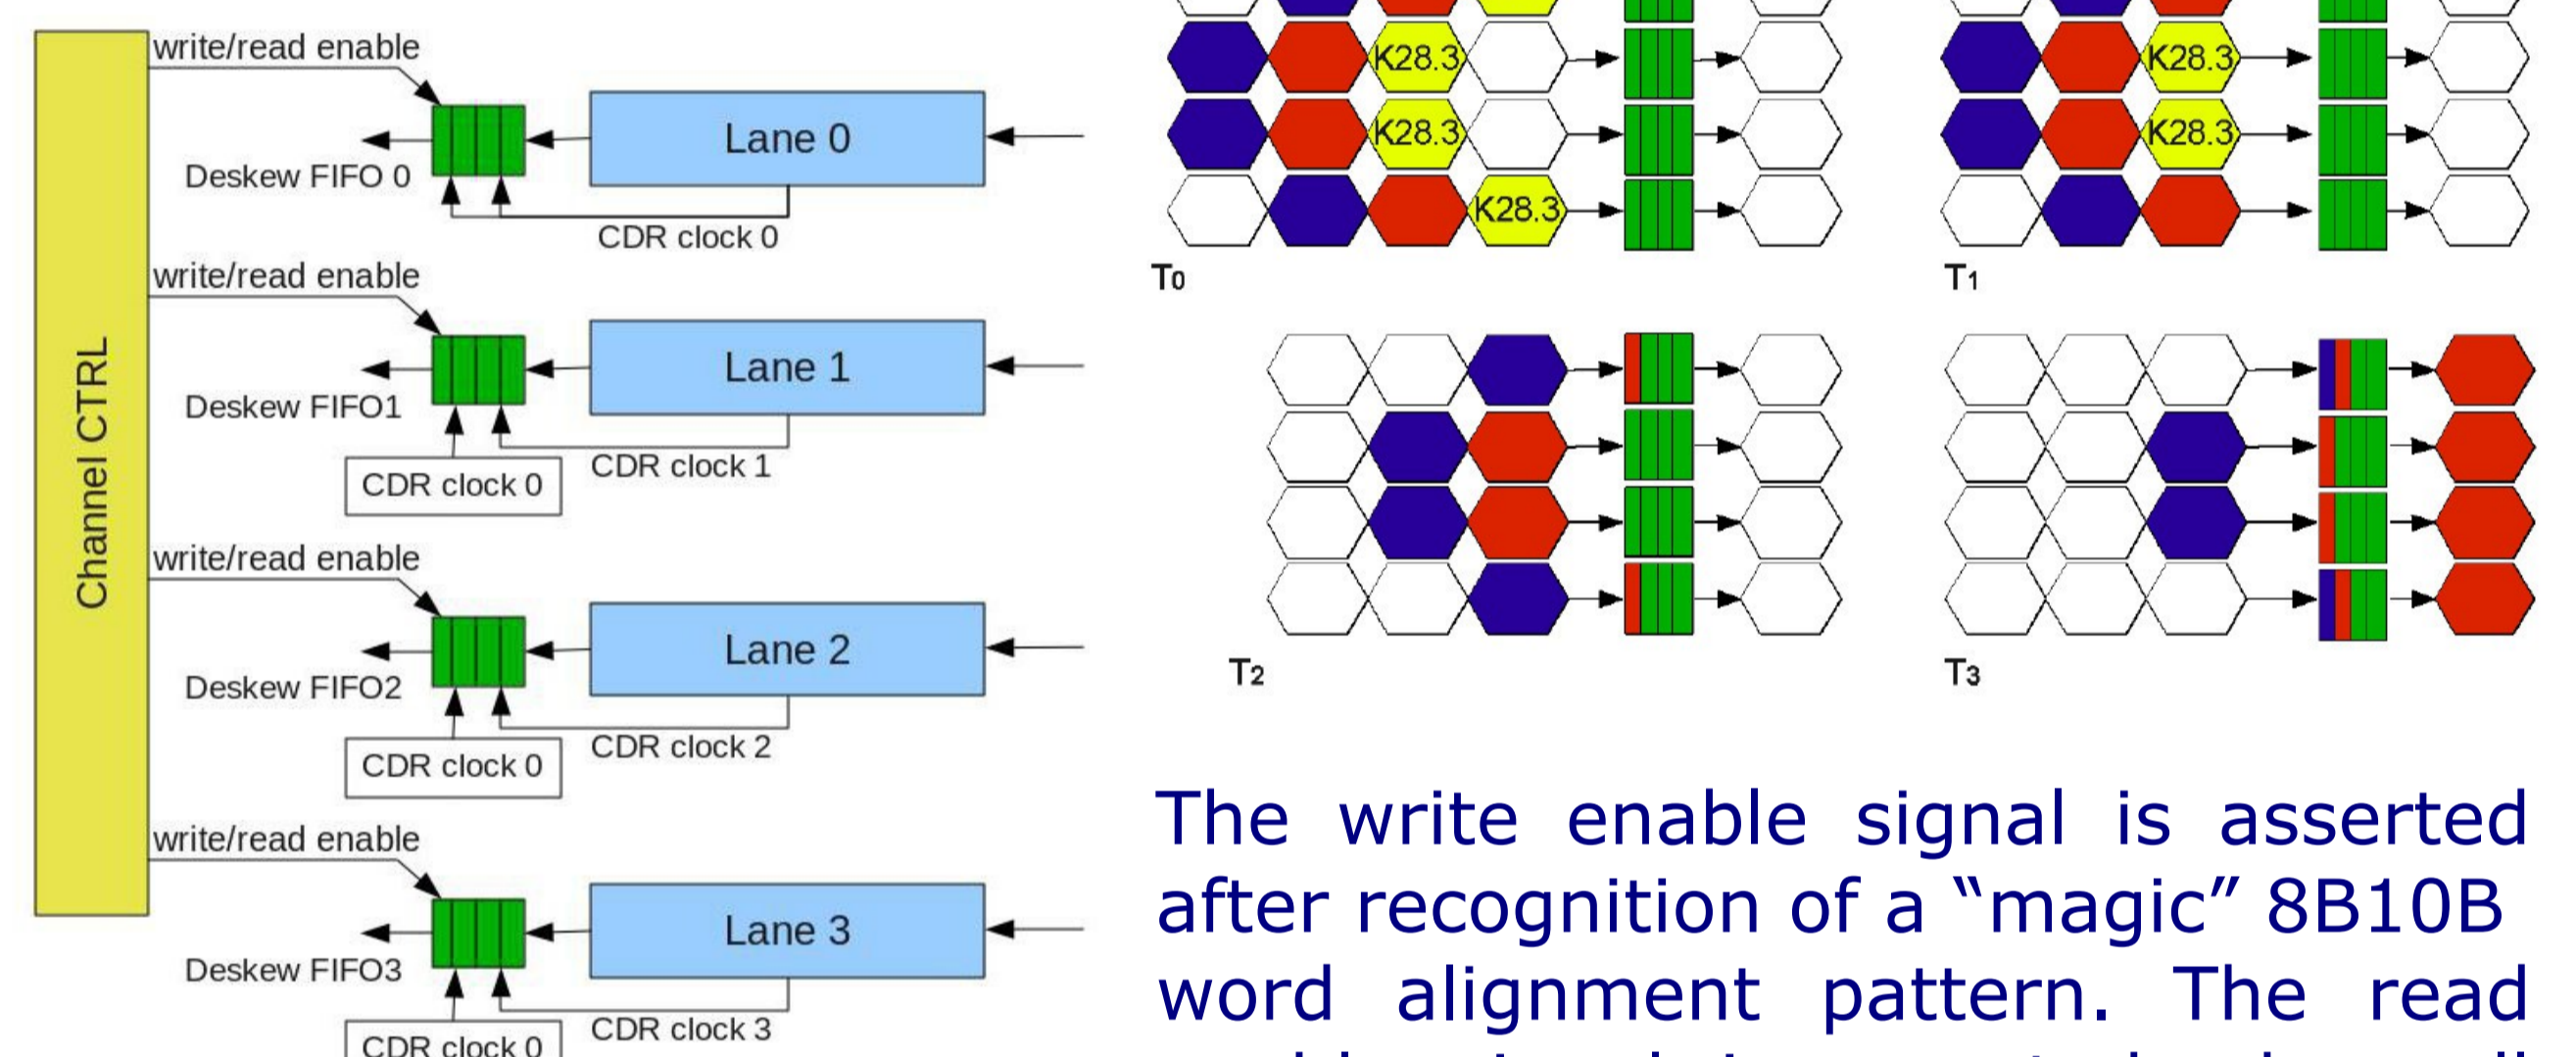 Channel CTRL
write/read enable
Lane 0
Deskew FIFO 0
CDR clock 0
write/read enable
Lane 1
Deskew FIFO1
CDR clock 1
CDR clock 0
write/read enable
Lane 2
Deskew FIFO2
CDR clock 2
CDR clock 0
write/read enable
Lane 3
Deskew FIFO3
CDR clock 3
CDR clock 0
K28.3
K28.3
K28.3
T0
K28.3
K28.3
T1
T2
T3
The write enable signal is asserted
after recognition of a “magic” 8B10B
word alignment pattern. The read